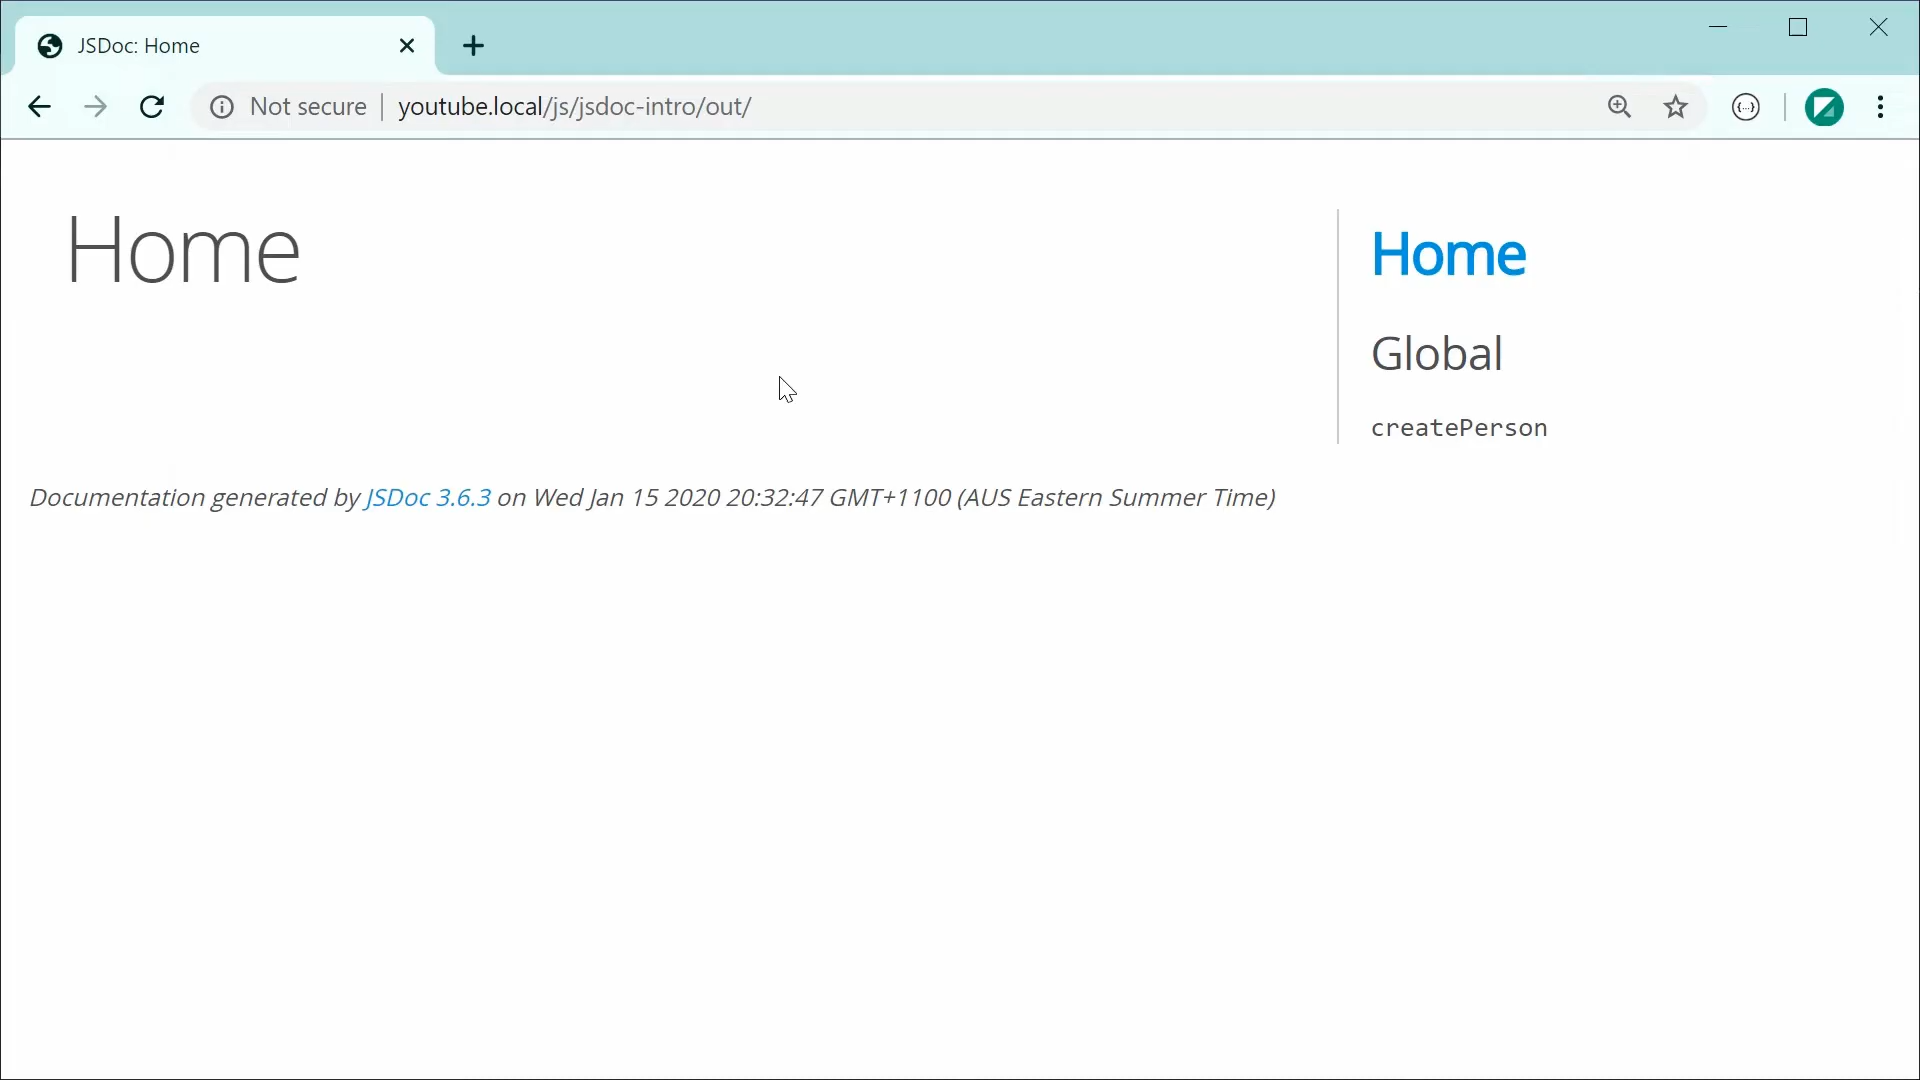 JSDoc: Home
Not secure youtube.local/js/jsdoc-intro/out/
Home
Home
Global
createPerson
Documentation generated by JSDoc 3.6.3 on Wed Jan 15 2020 20:32:47 GMT+1100 (AUS Eastern Summer Time)